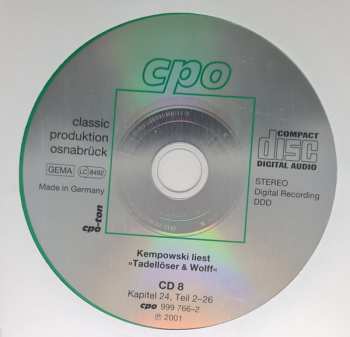 cpo
classic
produktion
osnabrück
GEMA LC 8492
Made in Germany
cpo-ton
COMPACT
disc
DIGITAL AUDIO
STEREO
Digital Recording
DDD
Kempowski liest
»Tadellöser & Wolff«
CD 8
Kapitel 24, Teil 2–26
cpo 999 766–2
℗ 2001